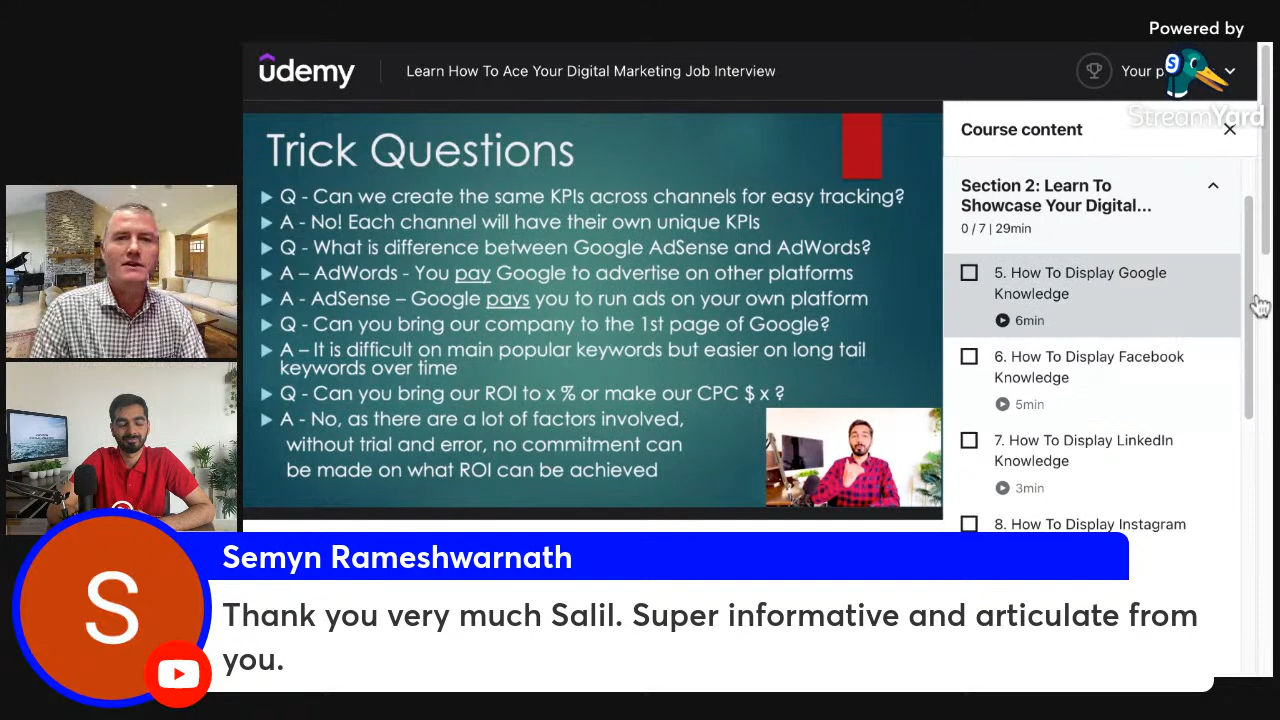 Powered by
StreamYard
udemy
Learn How To Ace Your Digital Marketing Job Interview
Your p
Trick Questions
Q - Can we create the same KPIs across channels for easy tracking?
A - No! Each channel will have their own unique KPIs
Q - What is difference between Google AdSense and AdWords?
A – AdWords - You pay Google to advertise on other platforms
A - AdSense – Google pays you to run ads on your own platform
Q - Can you bring our company to the 1st page of Google?
A – It is difficult on main popular keywords but easier on long tail
keywords over time
Q - Can you bring our ROI to x % or make our CPC $ x ?
A - No, as there are a lot of factors involved,
without trial and error, no commitment can
be made on what ROI can be achieved
Course content
Section 2: Learn To
Showcase Your Digital...
0 / 7 | 29min
5. How To Display Google
Knowledge
6min
6. How To Display Facebook
Knowledge
5min
7. How To Display LinkedIn
Knowledge
3min
8. How To Display Instagram
S
Semyn Rameshwarnath
Thank you very much Salil. Super informative and articulate from
you.